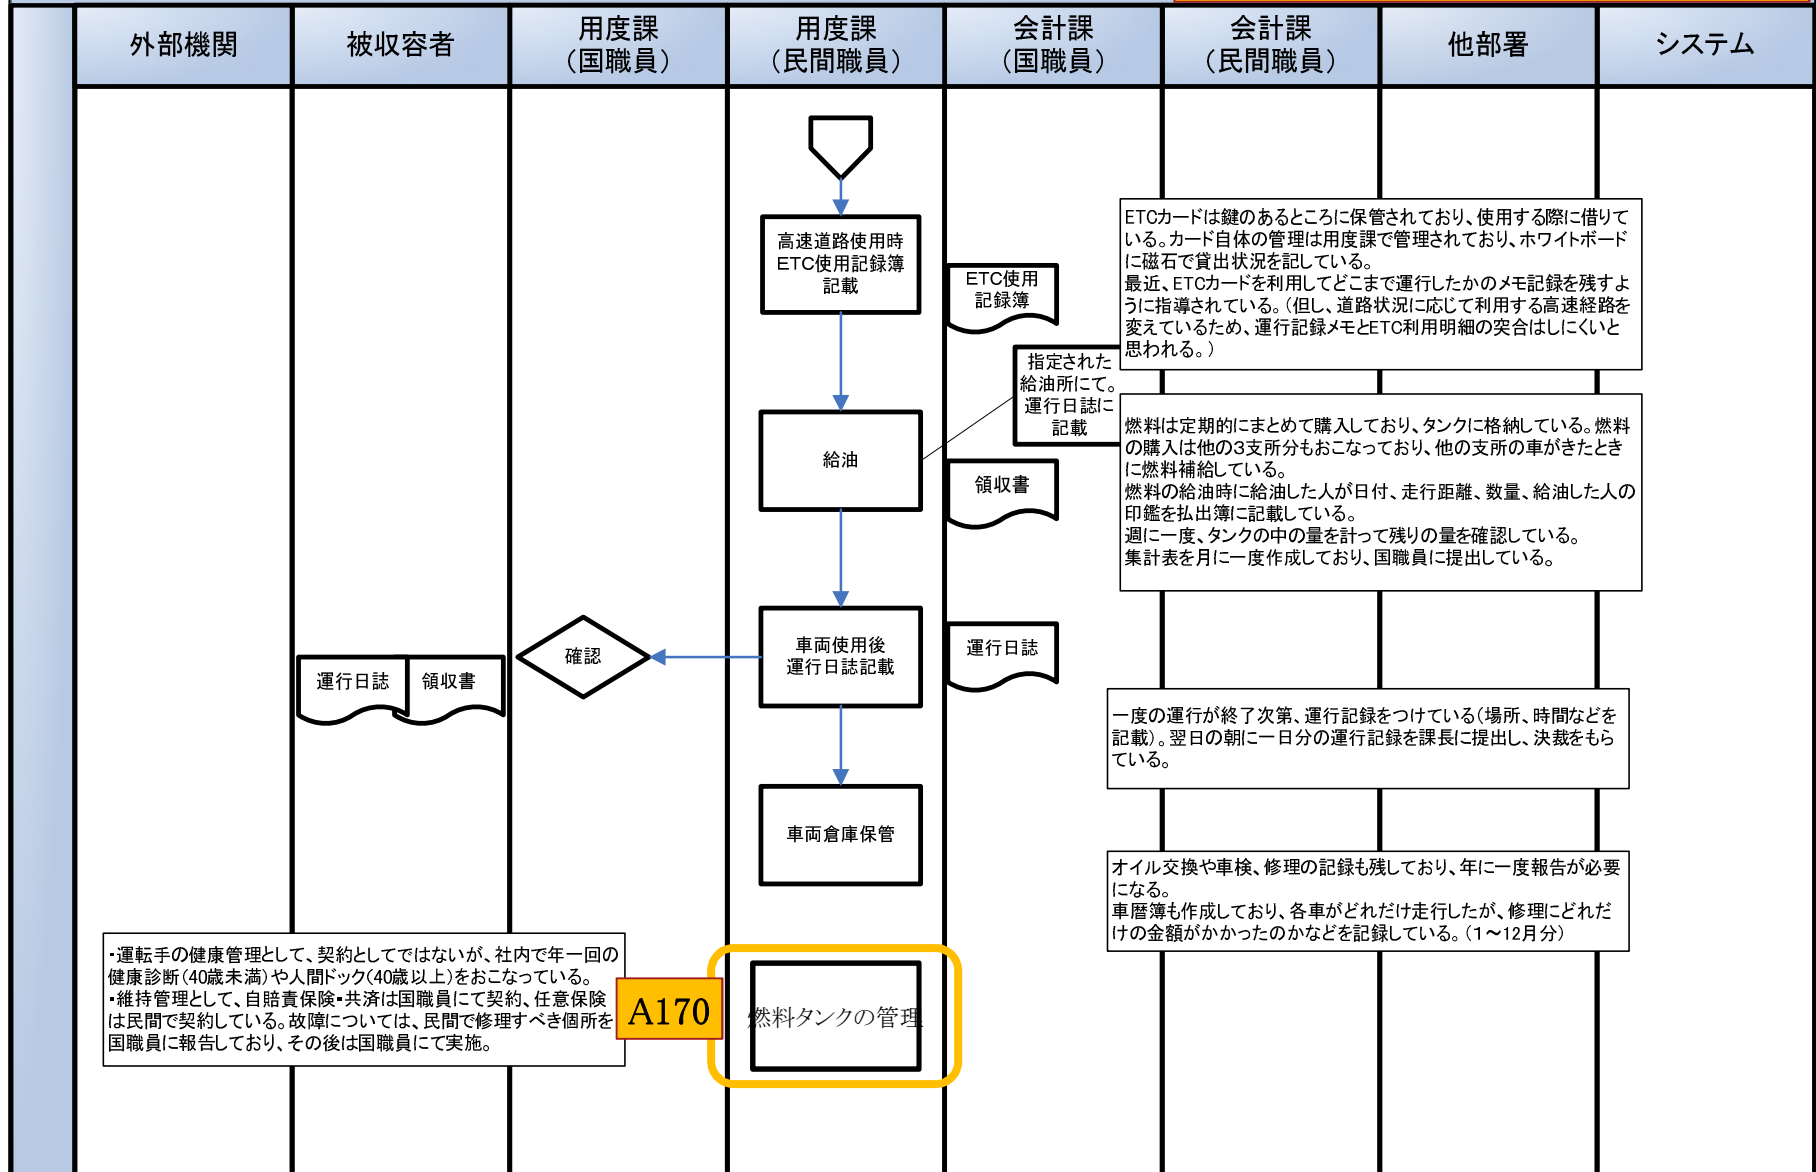 外部機関
被収容者
用度課
（国職員）
用度課
（民間職員）
会計課
（国職員）
会計課
（民間職員）
他部署
システム
高速道路使用時
ETC使用記録簿
記載
ETC使用
記録簿
ETCカードは鍵のあるところに保管されており、使用する際に借りて
いる。カード自体の管理は用度課で管理されており、ホワイトボード
に磁石で貸出状況を記している。
最近、ETCカードを利用してどこまで運行したかのメモ記録を残すよ
うに指導されている。（但し、道路状況に応じて利用する高速経路を
変えているため、運行記録メモとETC利用明細の突合はしにくいと
思われる。）
指定された
給油所にて。
運行日誌に
記載
給油
領収書
燃料は定期的にまとめて購入しており、タンクに格納している。燃料
の購入は他の3支所分もおこなっており、他の支所の車がきたとき
に燃料補給している。
燃料の給油時に給油した人が日付、走行距離、数量、給油した人の
印鑑を払出簿に記載している。
週に一度、タンクの中の量を計って残りの量を確認している。
集計表を月に一度作成しており、国職員に提出している。
車両使用後
運行日誌記載
運行日誌
確認
運行日誌
領収書
一度の運行が終了次第、運行記録をつけている（場所、時間などを
記載）。翌日の朝に一日分の運行記録を課長に提出し、決裁をもら
ている。
車両倉庫保管
オイル交換や車検、修理の記録も残しており、年に一度報告が必要
になる。
車暦簿も作成しており、各車がどれだけ走行したが、修理にどれだ
けの金額がかかったのかなどを記録している。（1～12月分）
・運転手の健康管理として、契約としてではないが、社内で年一回の
健康診断（40歳未満）や人間ドック（40歳以上）をおこなっている。
・維持管理として、自賠責保険・共済は国職員にて契約、任意保険
は民間で契約している。故障については、民間で修理すべき個所を
国職員に報告しており、その後は国職員にて実施。
A170
燃料タンクの管理